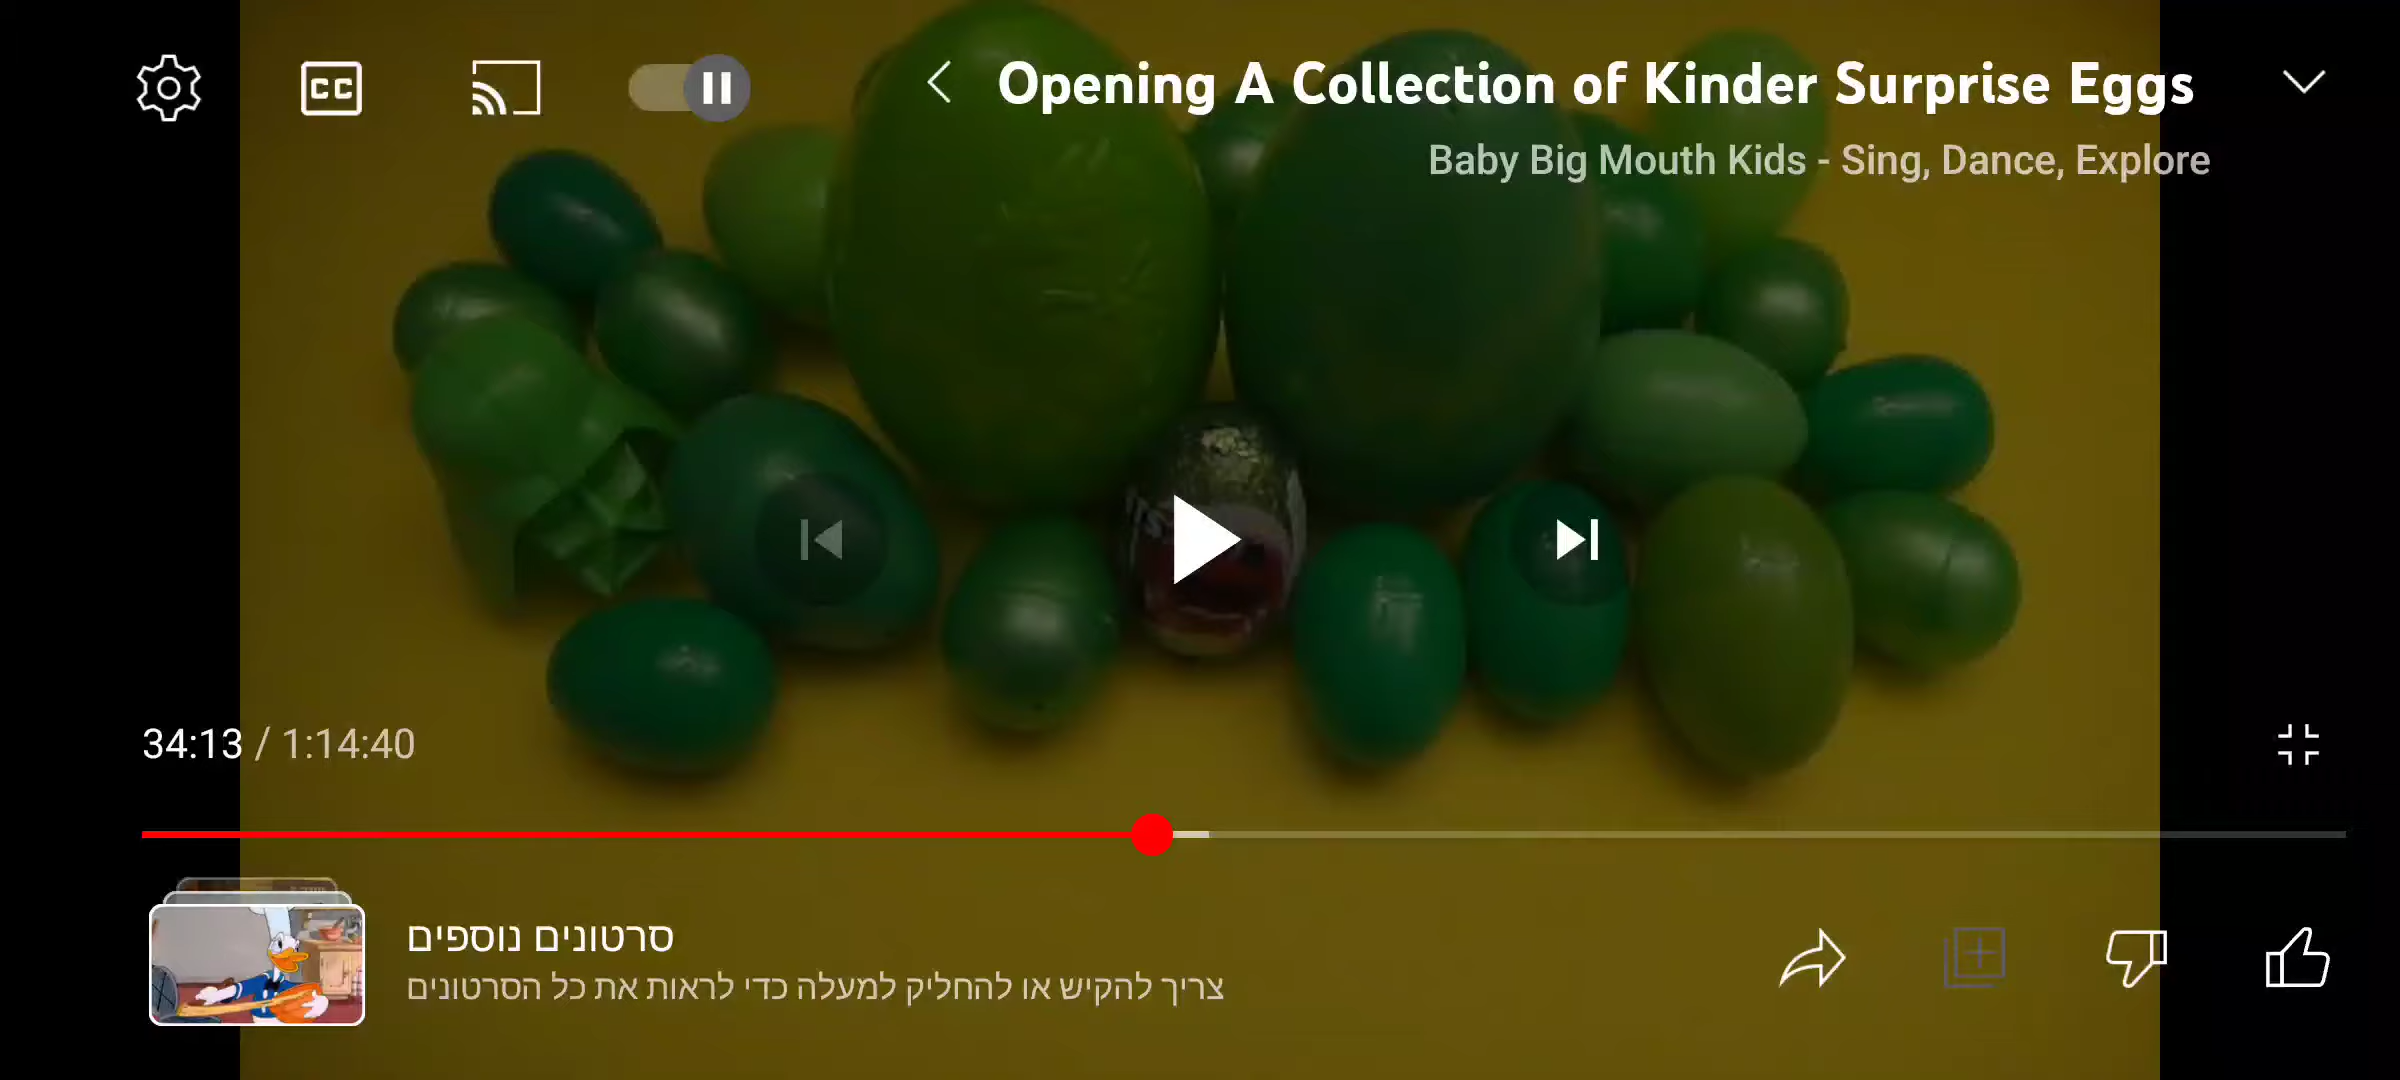 CC
Opening A Collection of Kinder Surprise Eggs
Baby Big Mouth Kids - Sing, Dance, Explore
34:13 / 1:14:40
סרטונים נוספים
צריך להקיש או להחליק למעלה כדי לראות את כל הסרטונים